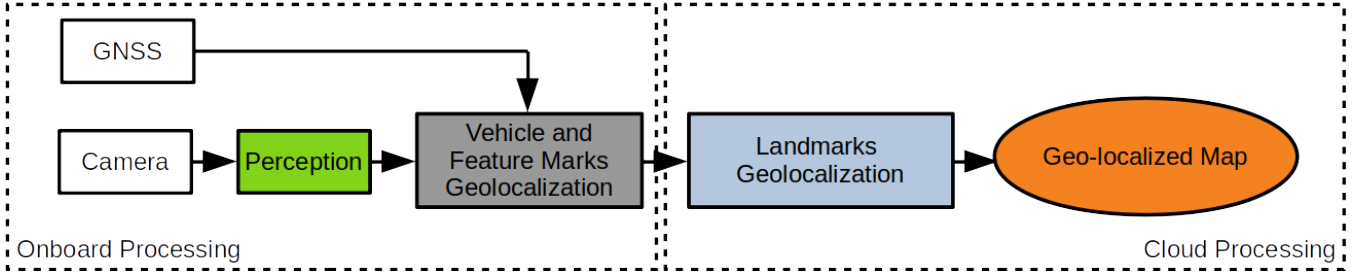 GNSS
Camera
Perception
Vehicle and
Feature Marks
Geolocalization
Landmarks
Geolocalization
Geo-localized Map
Onboard Processing
Cloud Processing